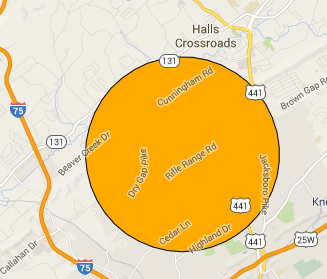 Halls
Crossroads
131
Cunningham Rd
441
Brown Gap Ro
75
131
Beaver Creek Dr
Dry Gap Pike
Rifle Range Rd
Jacksboro Pike
441
Kno
Cedar Ln
Highland Dr
441
25W
Callahan Dr
75